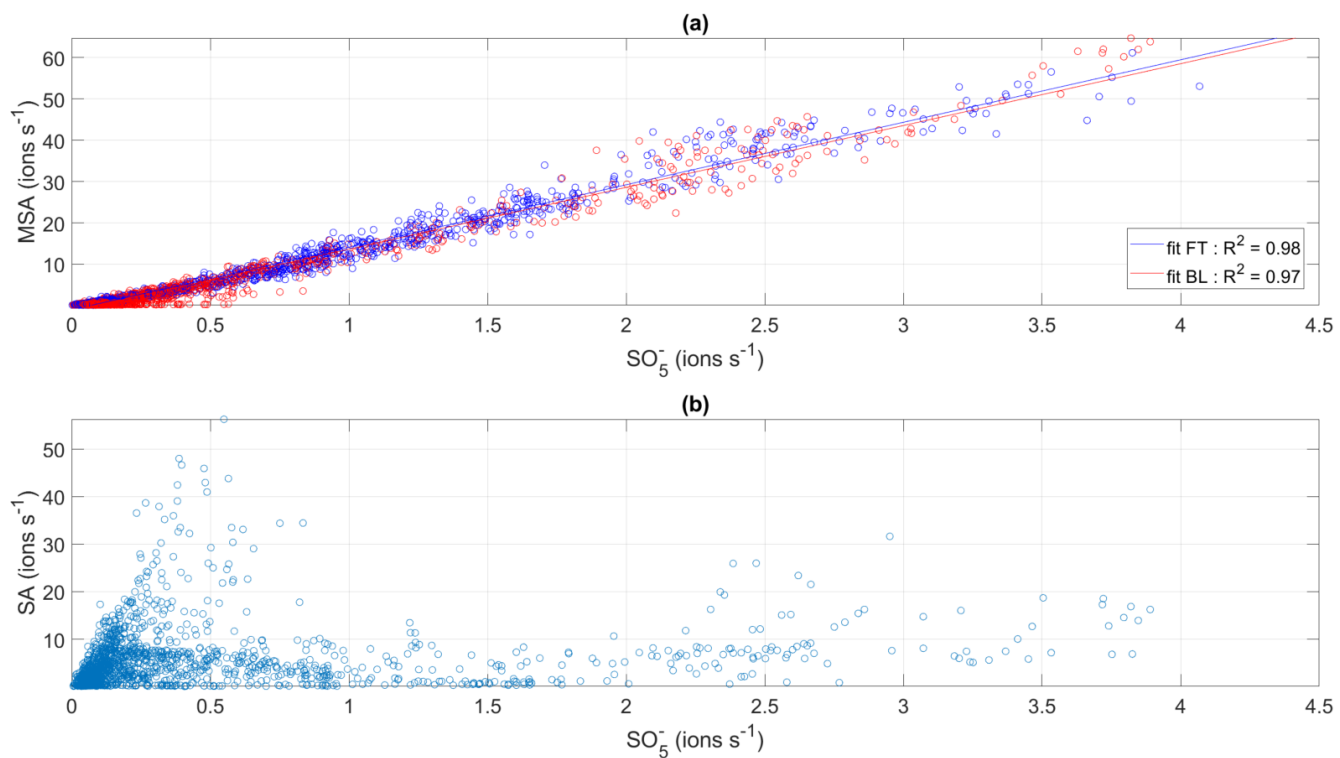 (a)
MSA (ions s⁻¹)
60
50
40
30
20
10
0 0.5 1 1.5 2 2.5 3 3.5 4 4.5
SO₅⁻ (ions s⁻¹)
fit FT : R² = 0.98
fit BL : R² = 0.97
(b)
SA (ions s⁻¹)
50
40
30
20
10
0 0.5 1 1.5 2 2.5 3 3.5 4 4.5
SO₅⁻ (ions s⁻¹)